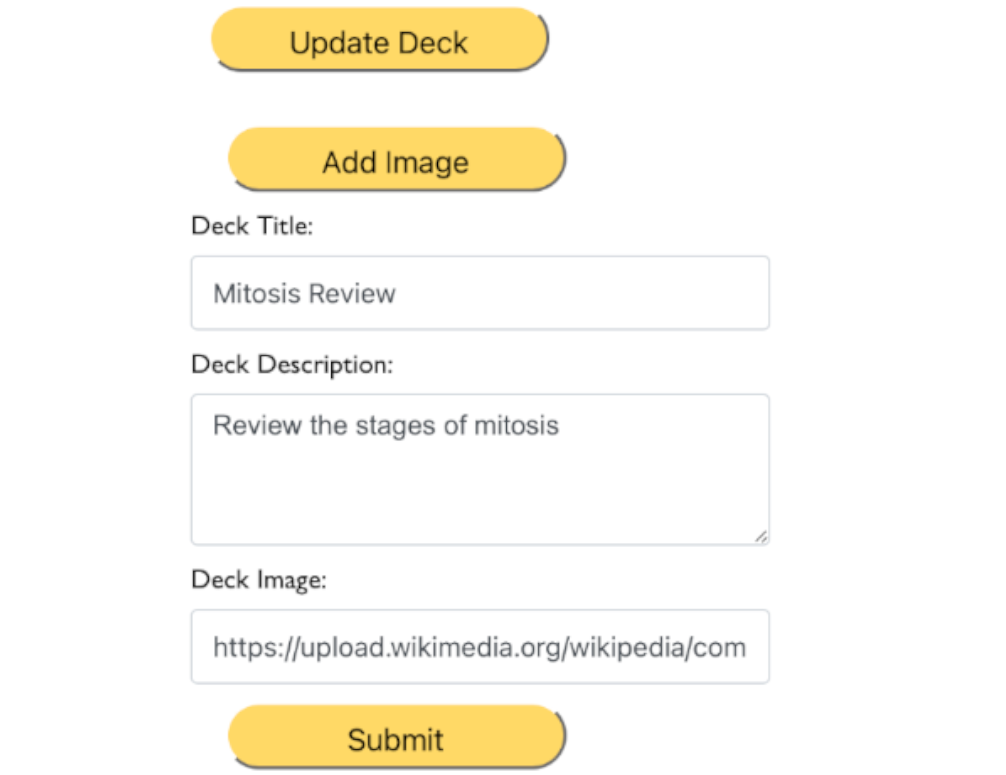 Update Deck
Add Image
Deck Title:
Mitosis Review
Deck Description:
Review the stages of mitosis
Deck Image:
https://upload.wikimedia.org/wikipedia/com
Submit